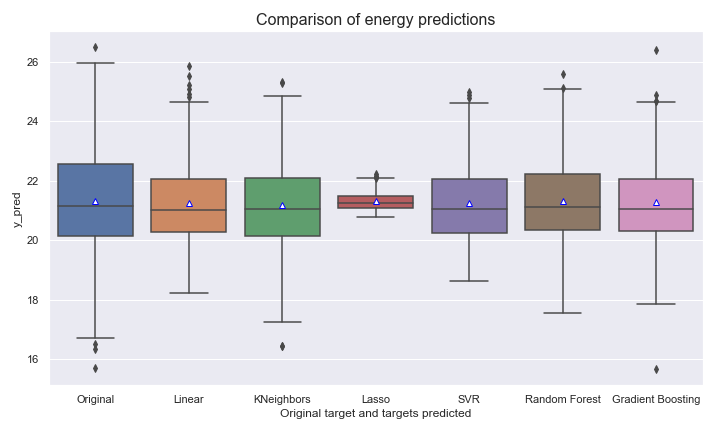 Comparison of energy predictions
y_pred
26
24
22
20
18
16
Original Linear KNeighbors Lasso SVR Random Forest Gradient Boosting
Original target and targets predicted